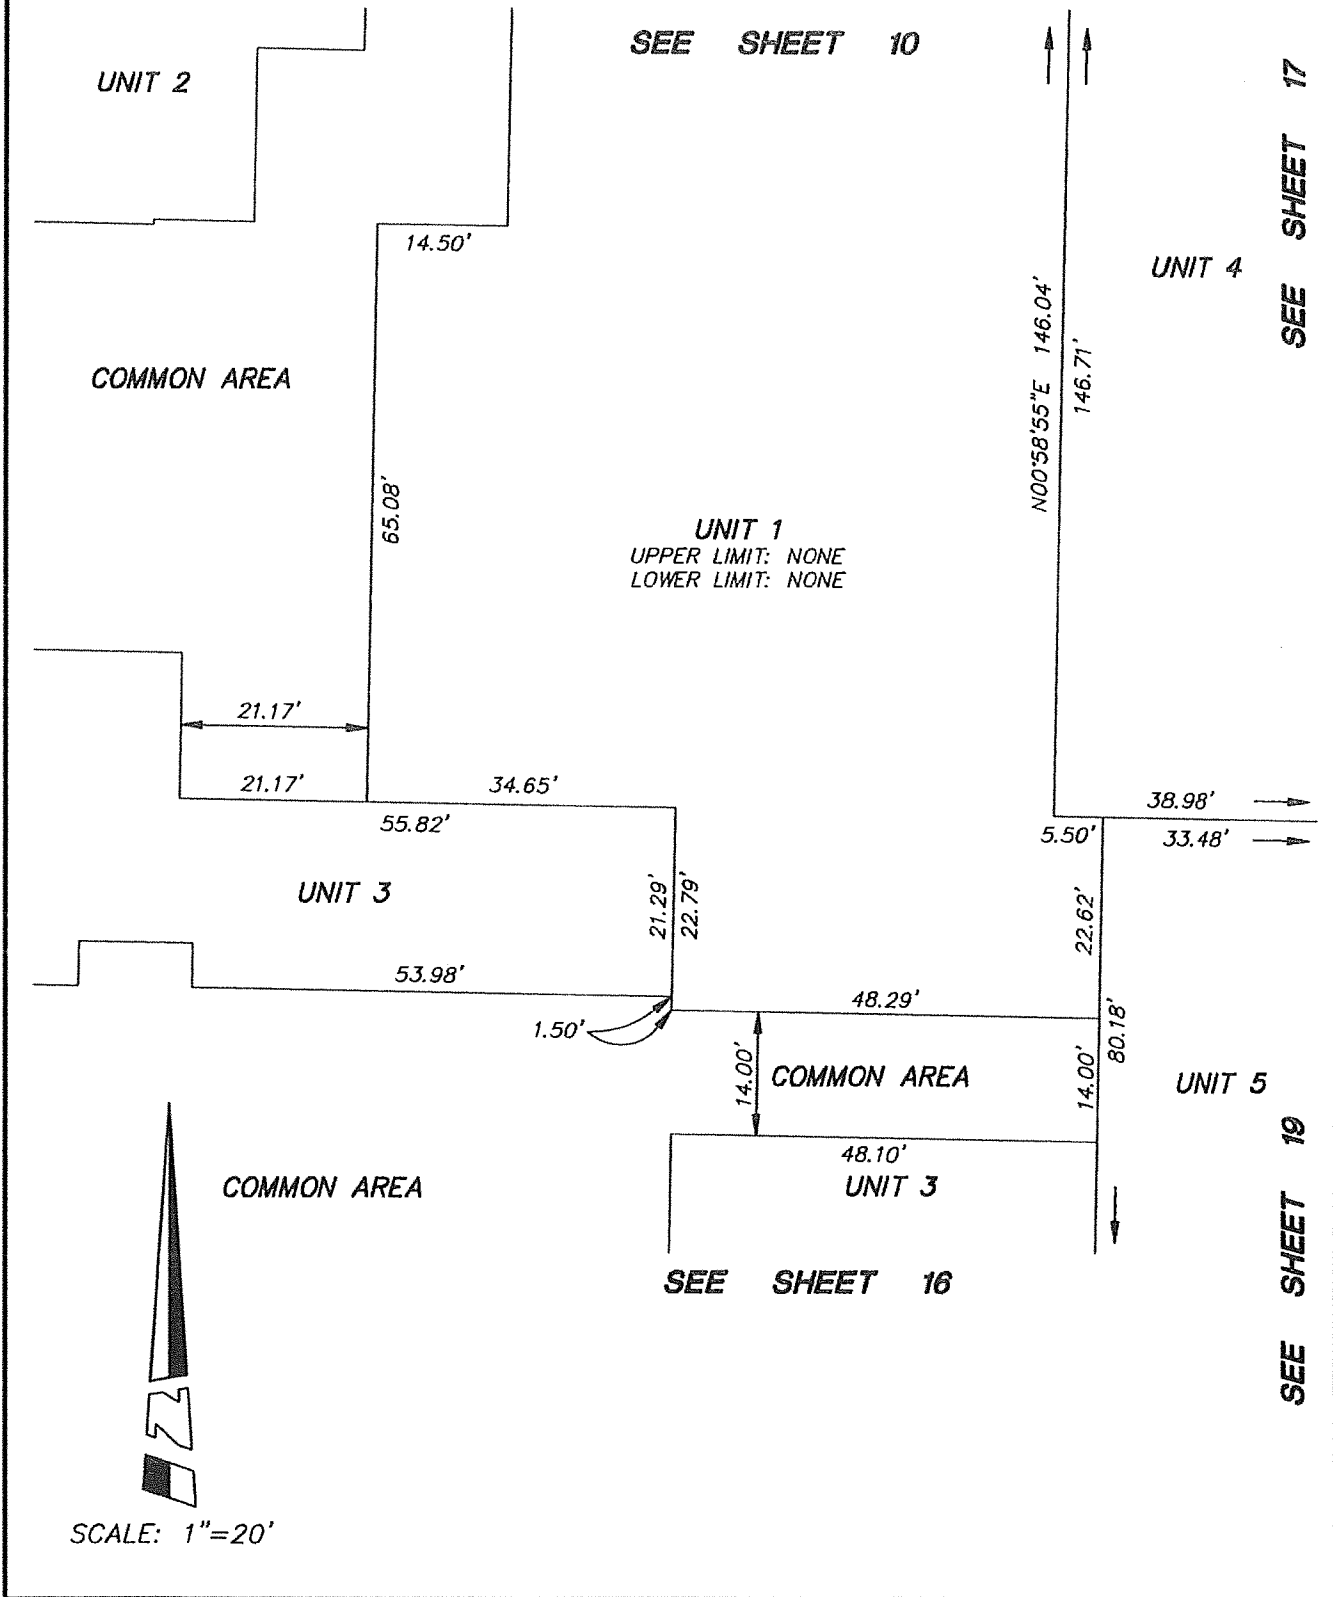 SEE SHEET 10
UNIT 2
SEE SHEET 17
14.50'
UNIT 4
N00°58'55"E 146.04'
146.71'
COMMON AREA
65.08'
UNIT 1
UPPER LIMIT: NONE
LOWER LIMIT: NONE
21.17'
21.17'
34.65'
55.82'
38.98'
5.50'
33.48'
UNIT 3
21.29'
22.79'
22.62'
53.98'
48.29'
1.50'
14.00'
COMMON AREA
14.00'
80.18'
UNIT 5
48.10'
UNIT 3
COMMON AREA
SEE SHEET 16
SEE SHEET 19
SCALE: 1"=20'